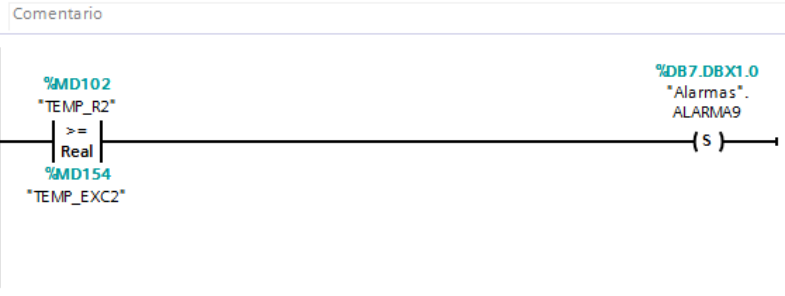 Comentario
%MD102
"TEMP_R2"
>=
Real
%MD154
"TEMP_EXC2"
%DB7.DBX1.0
"Alarmas".
ALARMA9
S